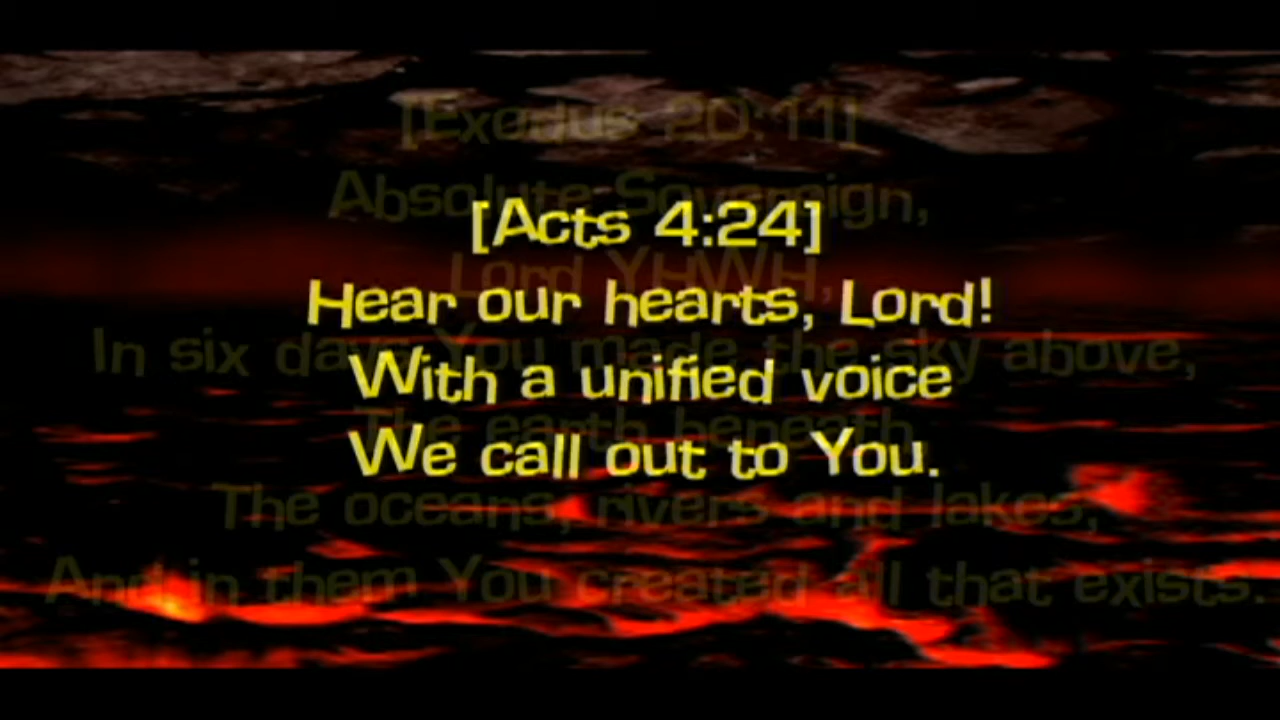 [Acts 4:24]
Hear our hearts, Lord!
With a unified voice
We call out to You.
[Exodus 20:11]
Absolute Sovereign,
Lord YHWH,
In six days You made the sky above,
The earth beneath,
The oceans, rivers and lakes,
And in them You created all that exists.